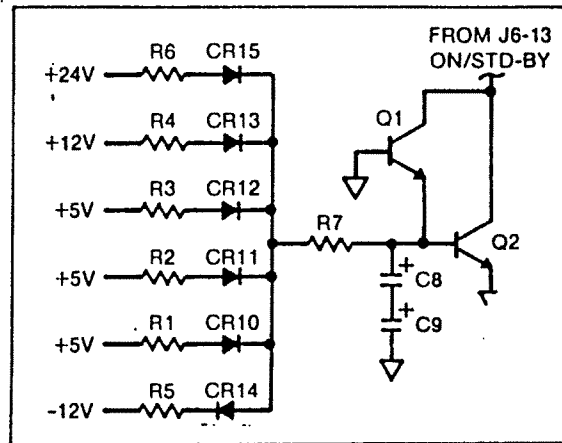 FROM J6-13
ON/STD-BY
R6 CR15
+24V
Q1
R4 CR13
+12V
R3 CR12
+5V
R7
Q2
R2 CR11
+5V
+ C8
R1 CR10
+5V
+ C9
R5 CR14
-12V